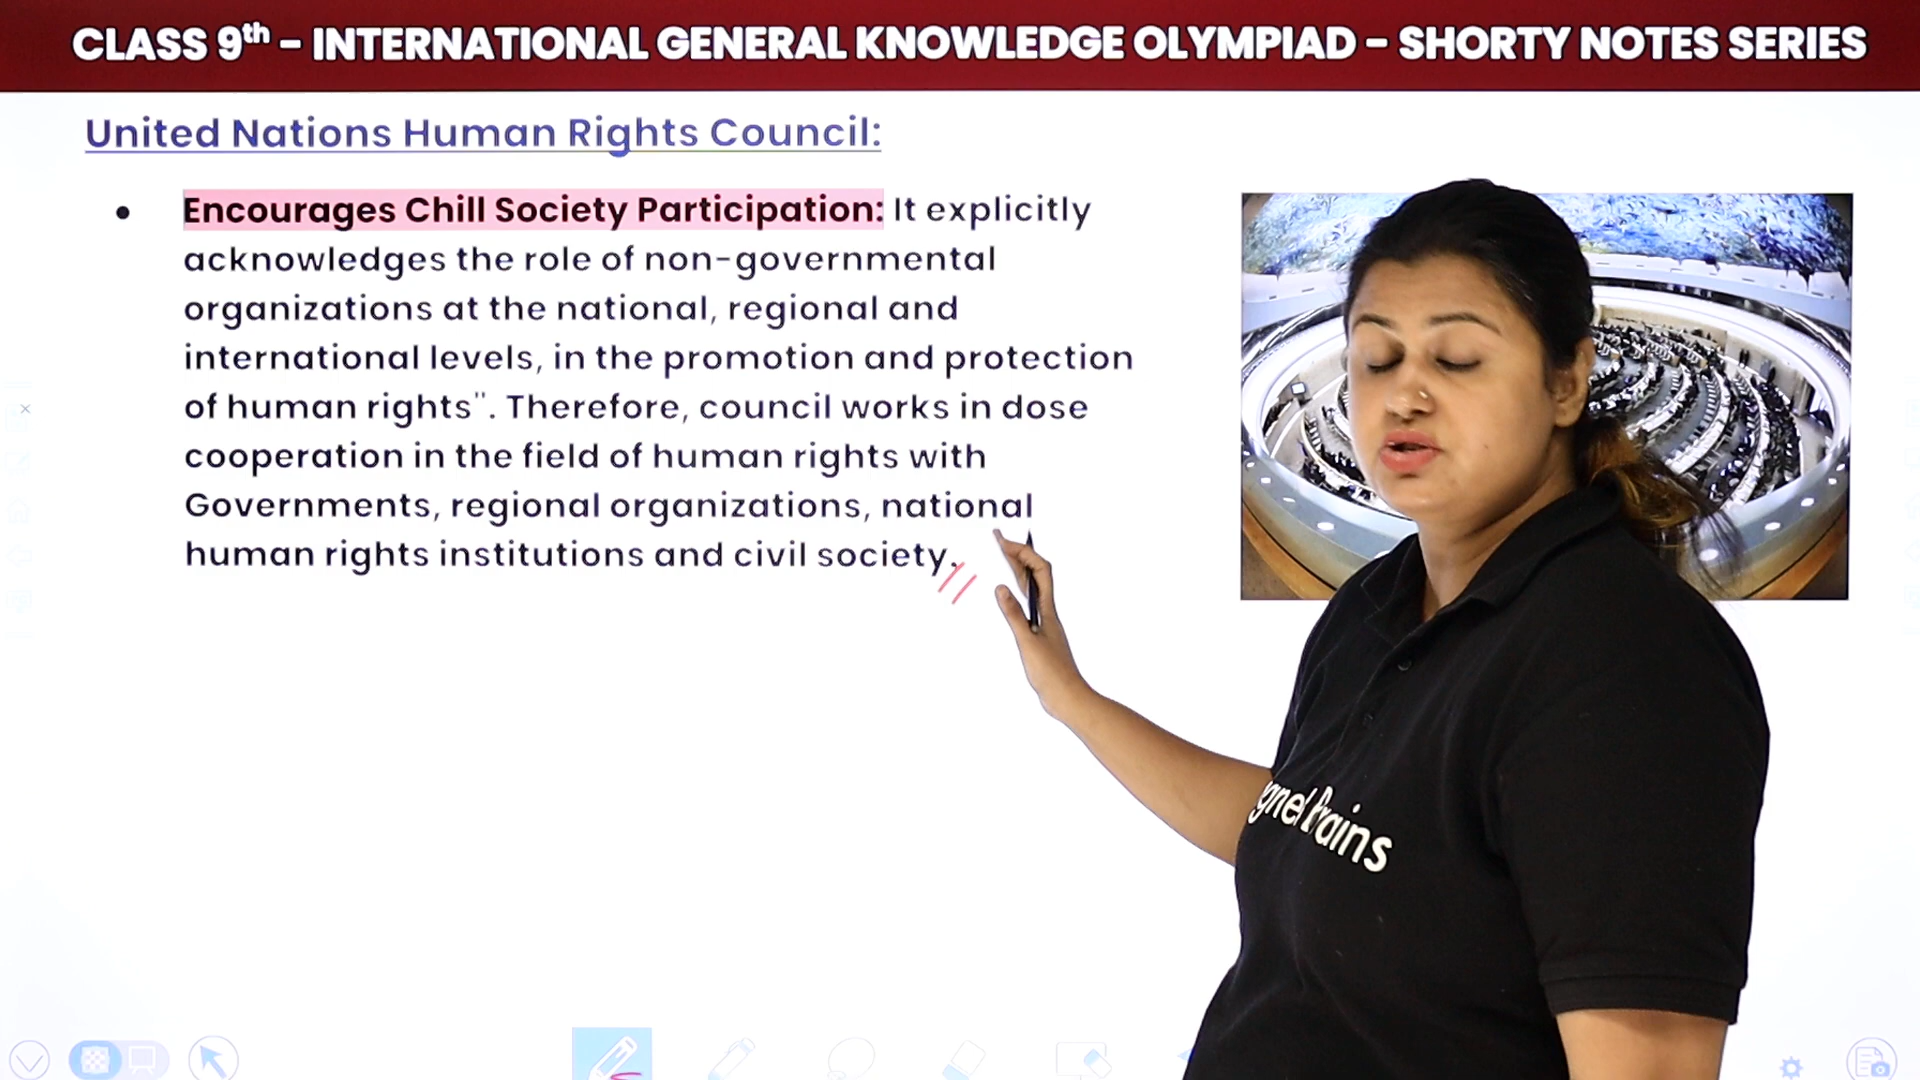 CLASS 9th - INTERNATIONAL GENERAL KNOWLEDGE OLYMPIAD - SHORTY NOTES SERIES
United Nations Human Rights Council:
• Encourages Chill Society Participation: It explicitly
acknowledges the role of non-governmental
organizations at the national, regional and
international levels, in the promotion and protection
of human rights". Therefore, council works in dose
cooperation in the field of human rights with
Governments, regional organizations, national
human rights institutions and civil society.
gnet Brains